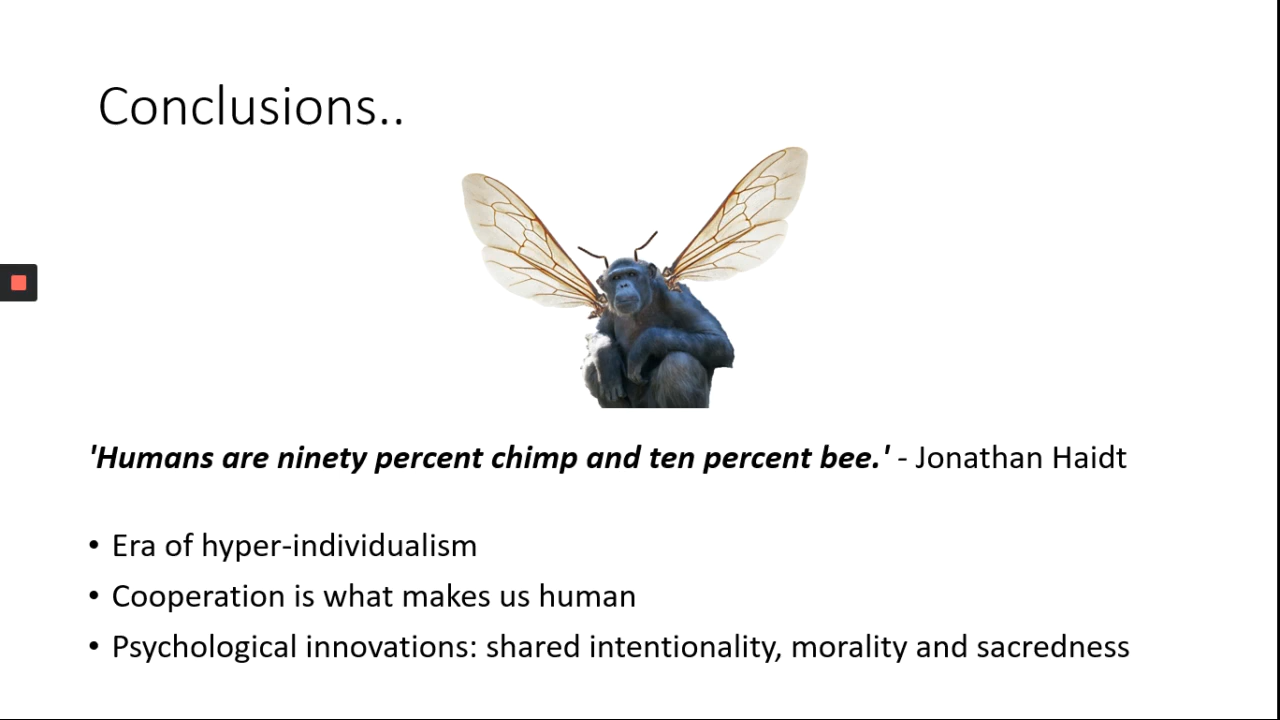 Conclusions..
'Humans are ninety percent chimp and ten percent bee.' - Jonathan Haidt
• Era of hyper-individualism
• Cooperation is what makes us human
• Psychological innovations: shared intentionality, morality and sacredness